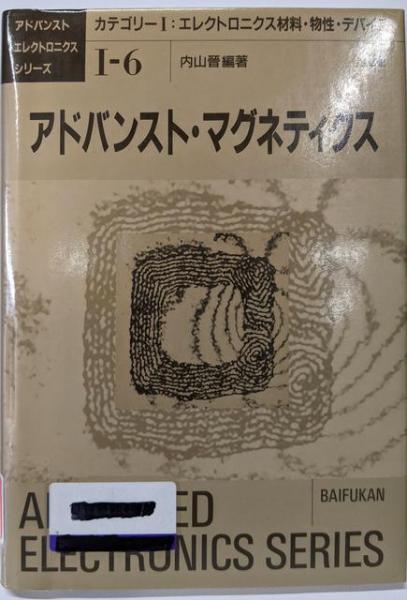 アドバンスト
エレクトロニクス
シリーズ
カテゴリーI:エレクトロニクス材料・物性・デバイス
I-6
内山晋編著
アドバンスト・マグネティクス
BAIFUKAN
ELECTRONICS SERIES